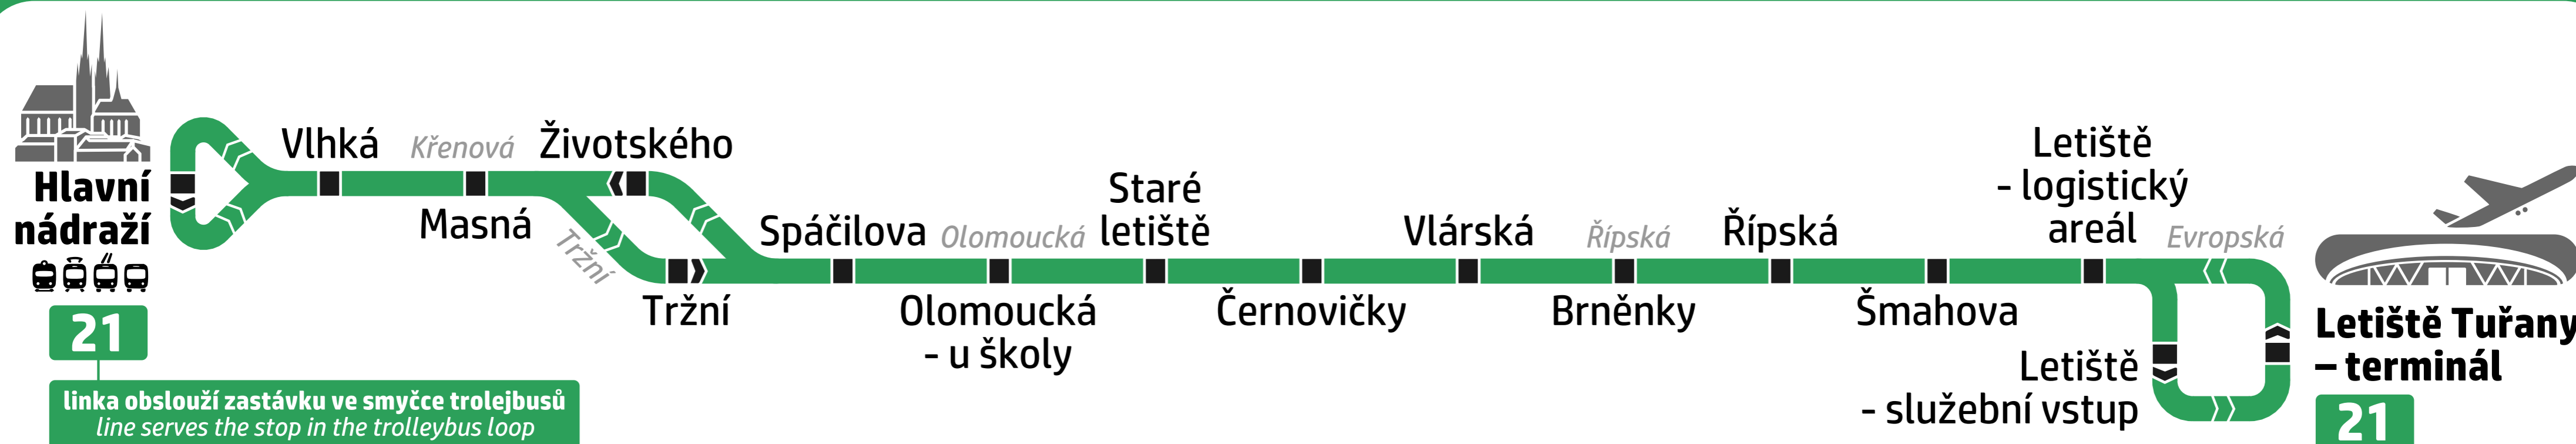 Hlavní
nádraží
21
linka obslouží zastávku ve smyčce trolejbusů
line serves the stop in the trolleybus loop
Vlhká
Křenová
Masná
Životského
Tržní
Tržní
Spáčilova
Olomoucká
Olomoucká
- u školy
Staré
letiště
Černovičky
Vlárská
Řípská
Brněnky
Řípská
Šmahova
Letiště
- logistický
areál
Evropská
Letiště
- služební vstup
Letiště Tuřany
– terminál
21